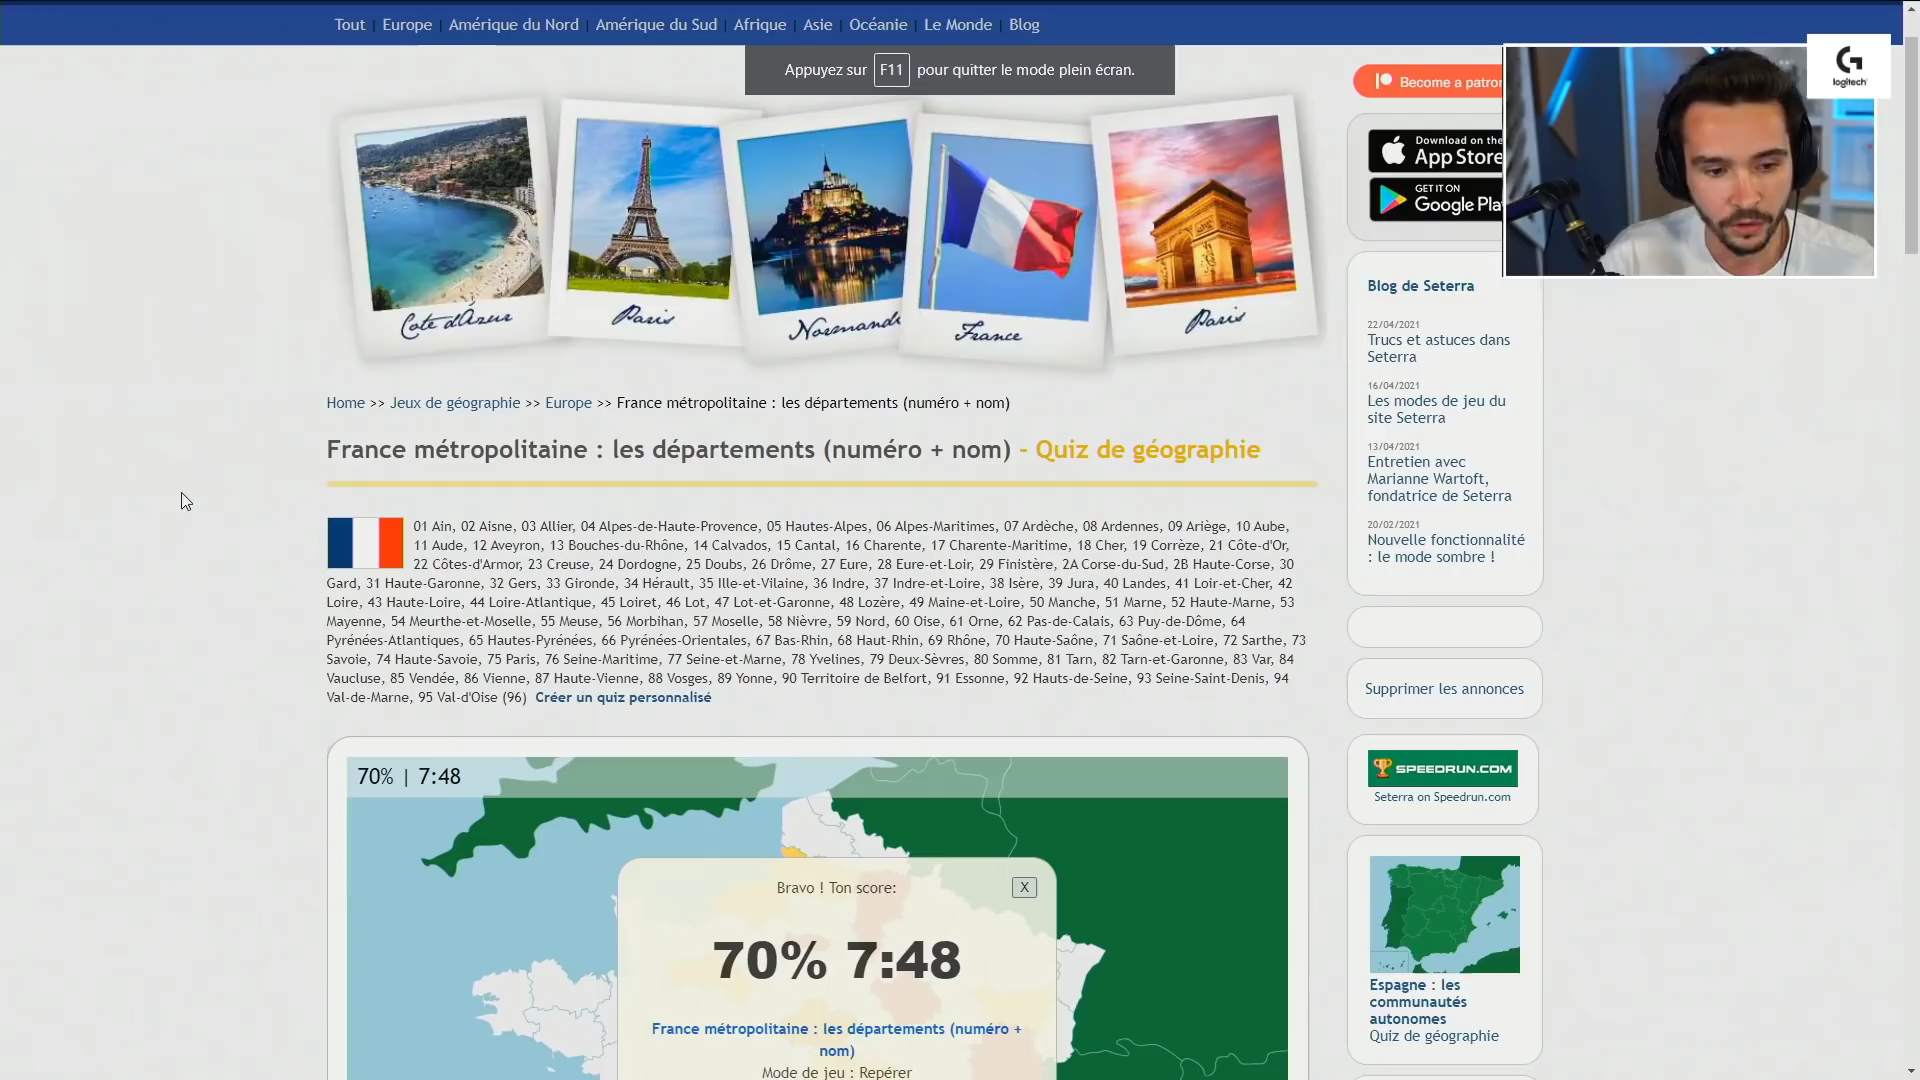 Tout | Europe | Amérique du Nord | Amérique du Sud | Afrique | Asie | Océanie | Le Monde | Blog
Appuyez sur F11 pour quitter le mode plein écran.
logitech
Become a patron
Download on the
App Store
GET IT ON
Google Play
Cote d'Azur
Paris
Normandi
France
Paris
Blog de Seterra
22/04/2021
Trucs et astuces dans
Seterra
16/04/2021
Les modes de jeu du
site Seterra
13/04/2021
Entretien avec
Marianne Wartoft,
fondatrice de Seterra
20/02/2021
Nouvelle fonctionnalité
: le mode sombre !
Home >> Jeux de géographie >> Europe >> France métropolitaine : les départements (numéro + nom)
France métropolitaine : les départements (numéro + nom) - Quiz de géographie
01 Ain, 02 Aisne, 03 Allier, 04 Alpes-de-Haute-Provence, 05 Hautes-Alpes, 06 Alpes-Maritimes, 07 Ardèche, 08 Ardennes, 09 Ariège, 10 Aube,
11 Aude, 12 Aveyron, 13 Bouches-du-Rhône, 14 Calvados, 15 Cantal, 16 Charente, 17 Charente-Maritime, 18 Cher, 19 Corrèze, 21 Côte-d'Or,
22 Côtes-d'Armor, 23 Creuse, 24 Dordogne, 25 Doubs, 26 Drôme, 27 Eure, 28 Eure-et-Loir, 29 Finistère, 2A Corse-du-Sud, 2B Haute-Corse, 30
Gard, 31 Haute-Garonne, 32 Gers, 33 Gironde, 34 Hérault, 35 Ille-et-Vilaine, 36 Indre, 37 Indre-et-Loire, 38 Isère, 39 Jura, 40 Landes, 41 Loir-et-Cher, 42
Loire, 43 Haute-Loire, 44 Loire-Atlantique, 45 Loiret, 46 Lot, 47 Lot-et-Garonne, 48 Lozère, 49 Maine-et-Loire, 50 Manche, 51 Marne, 52 Haute-Marne, 53
Mayenne, 54 Meurthe-et-Moselle, 55 Meuse, 56 Morbihan, 57 Moselle, 58 Nièvre, 59 Nord, 60 Oise, 61 Orne, 62 Pas-de-Calais, 63 Puy-de-Dôme, 64
Pyrénées-Atlantiques, 65 Hautes-Pyrénées, 66 Pyrénées-Orientales, 67 Bas-Rhin, 68 Haut-Rhin, 69 Rhône, 70 Haute-Saône, 71 Saône-et-Loire, 72 Sarthe, 73
Savoie, 74 Haute-Savoie, 75 Paris, 76 Seine-Maritime, 77 Seine-et-Marne, 78 Yvelines, 79 Deux-Sèvres, 80 Somme, 81 Tarn, 82 Tarn-et-Garonne, 83 Var, 84
Vaucluse, 85 Vendée, 86 Vienne, 87 Haute-Vienne, 88 Vosges, 89 Yonne, 90 Territoire de Belfort, 91 Essonne, 92 Hauts-de-Seine, 93 Seine-Saint-Denis, 94
Val-de-Marne, 95 Val-d'Oise (96) Créer un quiz personnalisé
Supprimer les annonces
SPEEDRUN.COM
Seterra on Speedrun.com
70% | 7:48
Bravo ! Ton score:
X
70% 7:48
France métropolitaine : les départements (numéro +
nom)
Mode de jeu : Repérer
Espagne : les
communautés
autonomes
Quiz de géographie